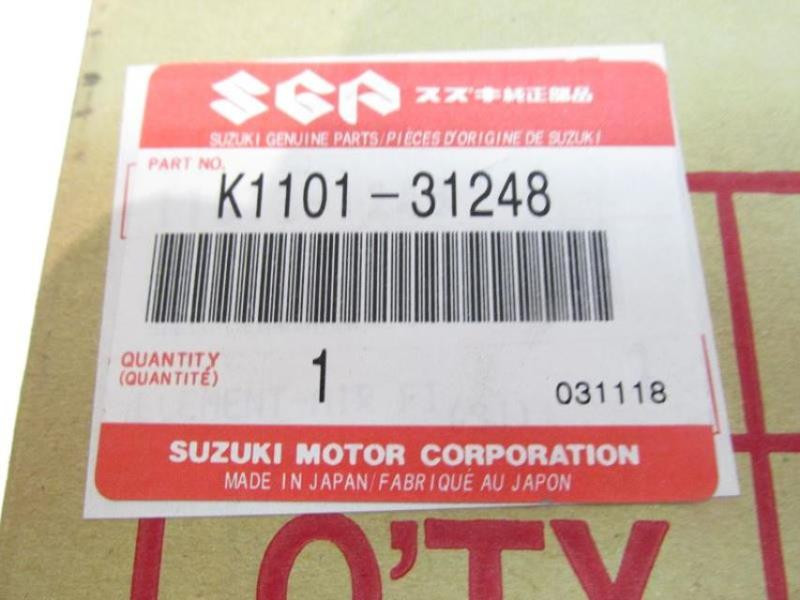 SGP スズキ純正部品
SUZUKI GENUINE PARTS/PIÈCES D'ORIGINE DE SUZUKI
PART NO.
K1101-31248
QUANTITY 1
(QUANTITÉ) 031118
SUZUKI MOTOR CORPORATION
MADE IN JAPAN/FABRIQUÉ AU JAPON
Q'TY